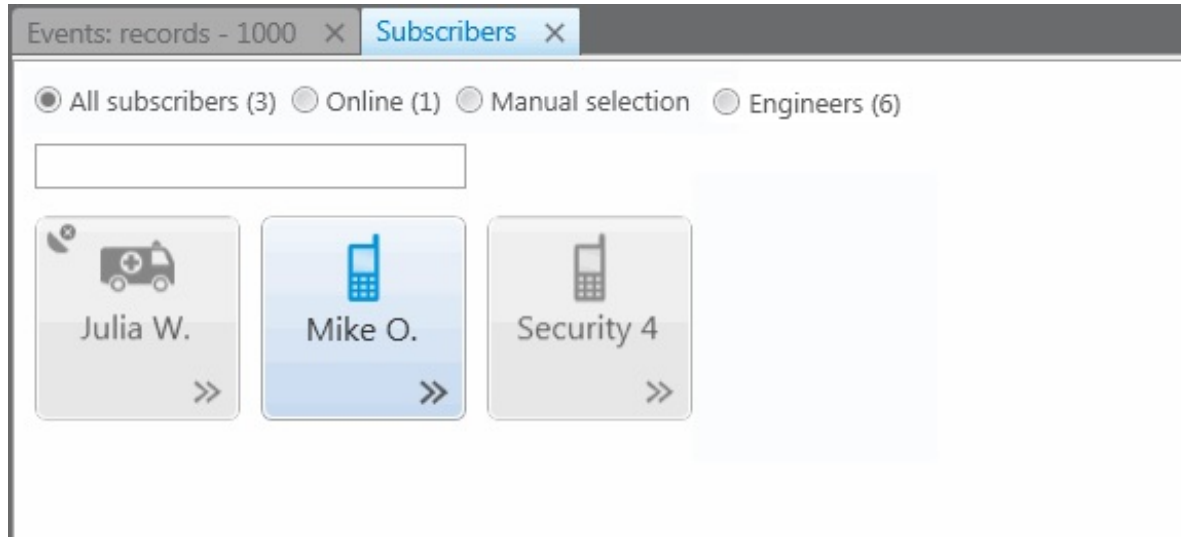 Events: records - 1000 Subscribers
All subscribers (3) Online (1) Manual selection Engineers (6)
Julia W. Mike O. Security 4